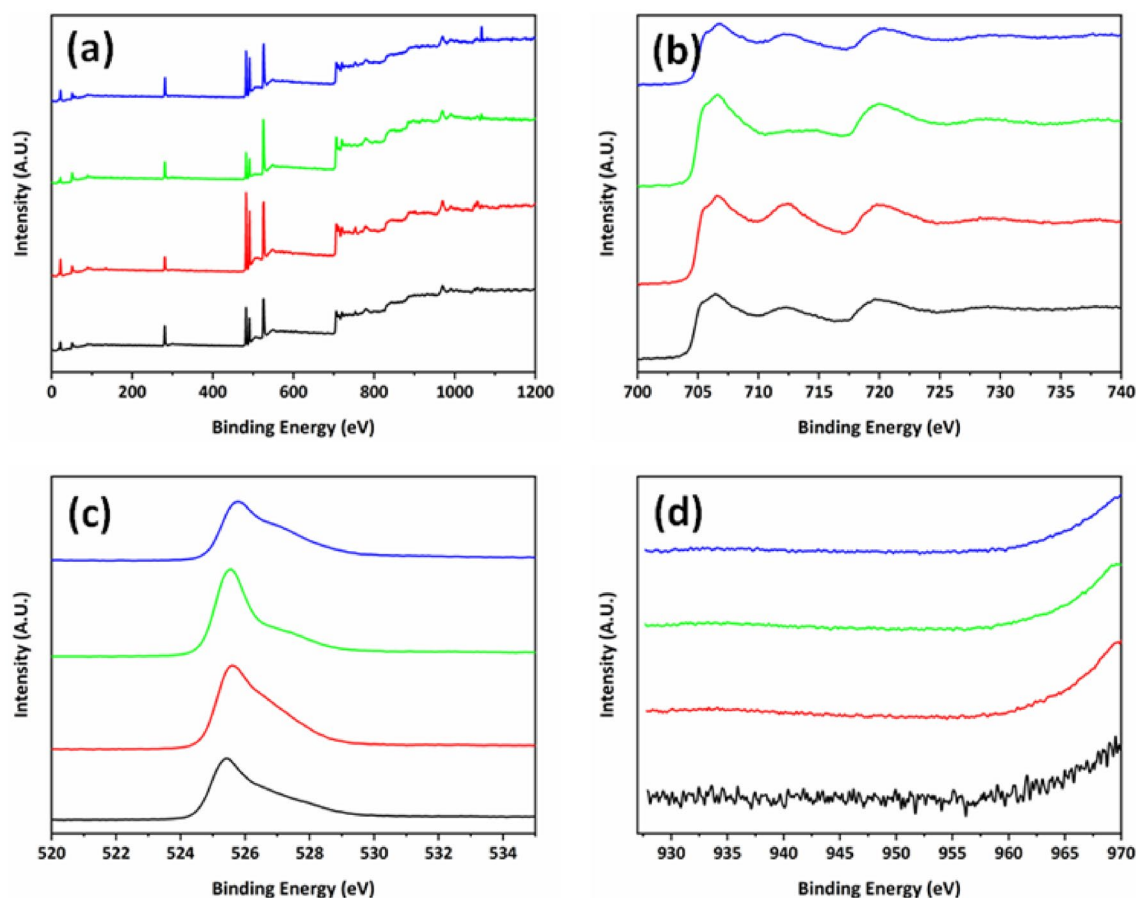 (a)
Intensity (A.U.)
0 200 400 600 800 1000 1200
Binding Energy (eV)
(b)
Intensity (A.U.)
700 705 710 715 720 725 730 735 740
Binding Energy (eV)
(c)
Intensity (A.U.)
520 522 524 526 528 530 532 534
Binding Energy (eV)
(d)
Intensity (A.U.)
930 935 940 945 950 955 960 965 970
Binding Energy (eV)